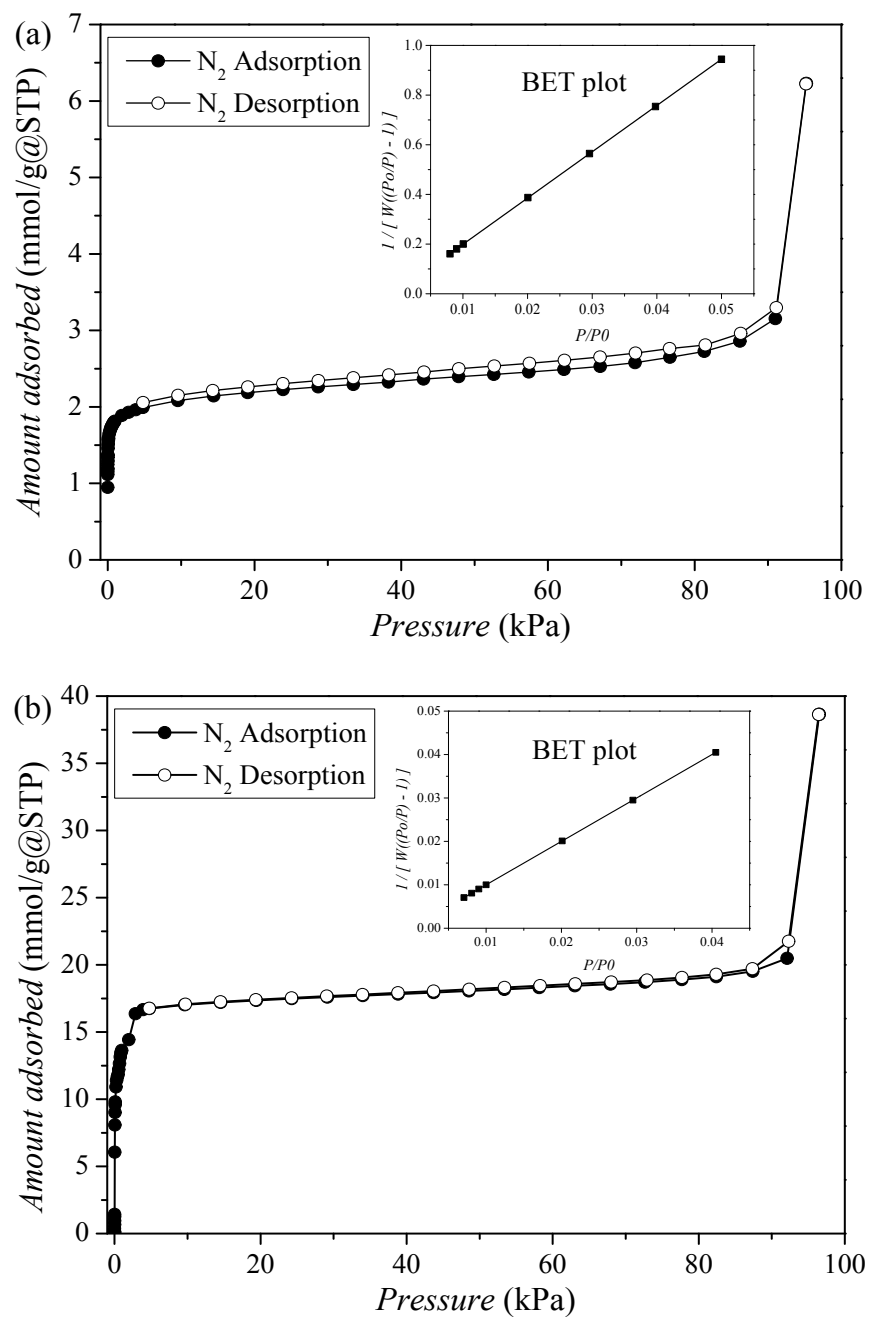 (a)
N₂ Adsorption
N₂ Desorption
BET plot
1 / [ W((Po/P) - 1) ]
1.0
0.8
0.6
0.4
0.2
0.0
0.01 0.02 0.03 0.04 0.05
P/P0
Amount adsorbed (mmol/g@STP)
7
6
5
4
3
2
1
0
0 20 40 60 80 100
Pressure (kPa)
(b)
N₂ Adsorption
N₂ Desorption
BET plot
1 / [ W((Po/P) - 1) ]
0.05
0.04
0.03
0.02
0.01
0.00
0.01 0.02 0.03 0.04
P/P0
Amount adsorbed (mmol/g@STP)
40
35
30
25
20
15
10
5
0
0 20 40 60 80 100
Pressure (kPa)